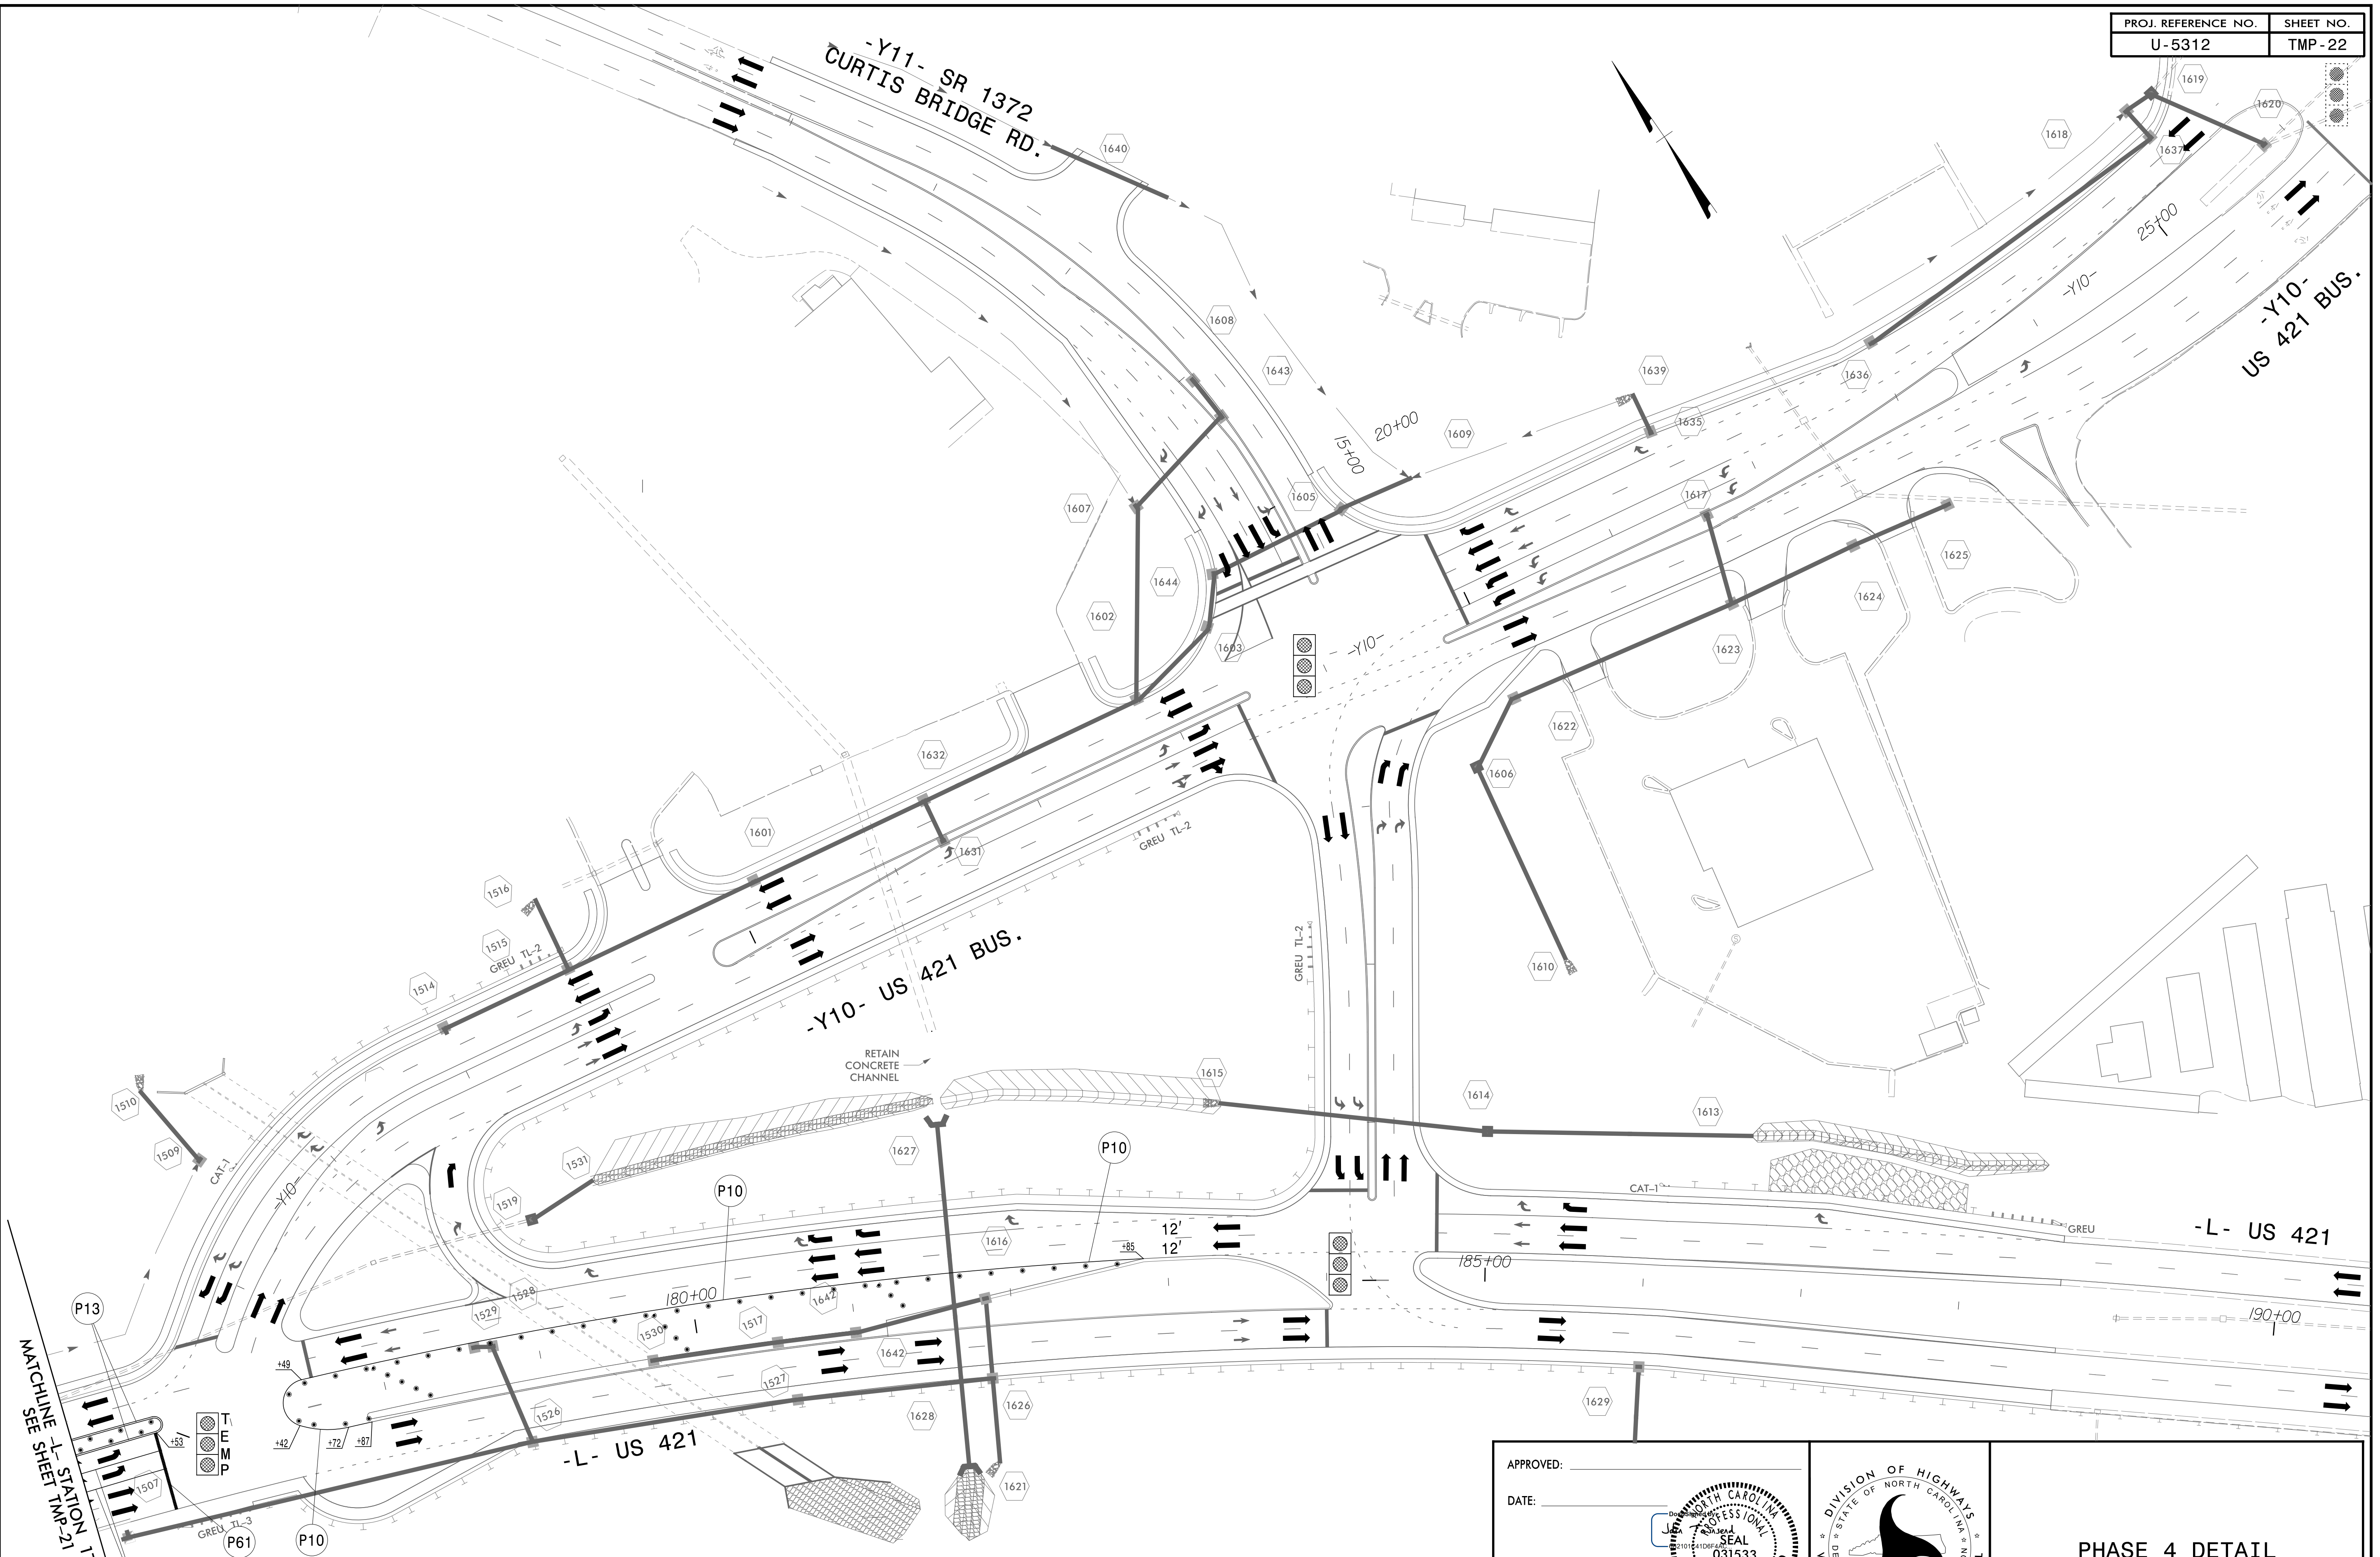 PROJ. REFERENCE NO. SHEET NO.
U-5312 TMP-22
-Y11- SR 1372
CURTIS BRIDGE RD.
1640
1619
1620
1618
1637
25+00
-Y10-
-Y10-
US 421 BUS.
1608
1643
1639
1636
1635
20+00
15+00
1609
1605
1617
1607
1644
1602
1603
-Y10-
1625
1624
1623
1622
1606
1632
1601
1631
GREU TL-2
1516
1515
GREU TL-2
1514
1610
GREU TL-2
-Y10- US 421 BUS.
RETAIN
CONCRETE
CHANNEL
1615
1614
1613
1510
1509
CAT-1
-Y10-
1531
1627
P10
P10
1519
CAT-1
GREU
-L- US 421
12'
12'
1616
+85
185+00
190+00
P13
1529
1528
180+00
1642
1530
1517
1642
1527
+49
+42
+72
+87
+53
TEMP
1526
1628
1626
1629
1621
-L- US 421
1507
GREU TL-3
P61
P10
MATCHLINE -L- STATION 17
SEE SHEET TMP-21
APPROVED:
DATE:
NORTH CAROLINA
PROFESSIONAL
SEAL
031533
DIVISION OF HIGHWAYS
STATE OF NORTH CAROLINA
PHASE 4 DETAIL